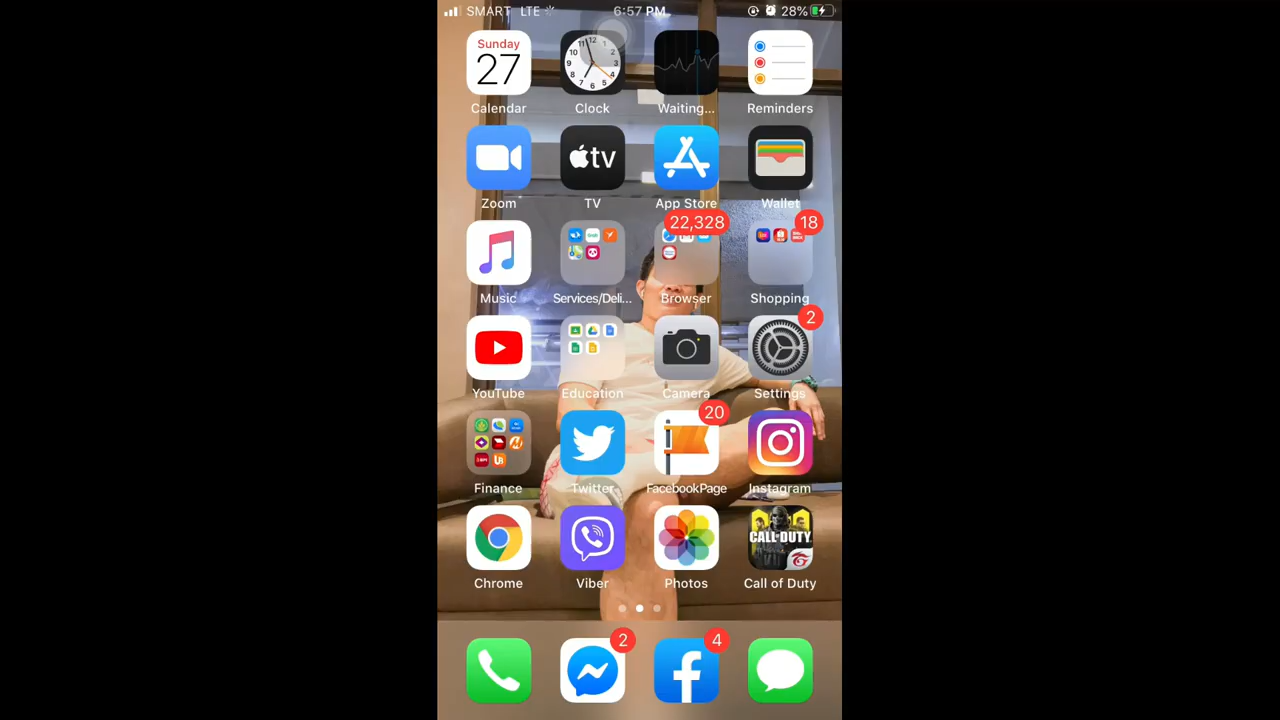 SMART LTE 6:57 PM 28%
Sunday
27
Calendar Clock Waiting... Reminders
tv
Zoom TV App Store Wallet
22,328 18
Music Services/Deli... Browser Shopping
2
YouTube Education Camera Settings
20
Finance Twitter FacebookPage Instagram
CALL·DUTY
Chrome Viber Photos Call of Duty
2 4